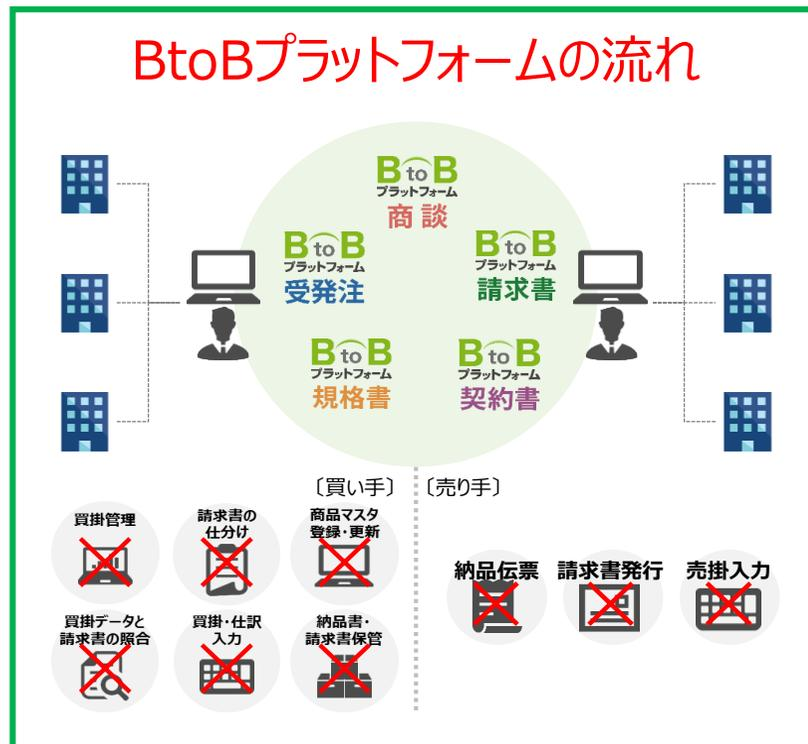 BtoBプラットフォームの流れ
BtoB
プラットフォーム
商談
BtoB
プラットフォーム
受発注
BtoB
プラットフォーム
請求書
BtoB
プラットフォーム
規格書
BtoB
プラットフォーム
契約書
〔買い手〕
〔売り手〕
買掛管理
請求書の
仕分け
商品マスタ
登録・更新
買掛データと
請求書の照合
買掛・仕訳
入力
納品書・
請求書保管
納品伝票
請求書発行
売掛入力